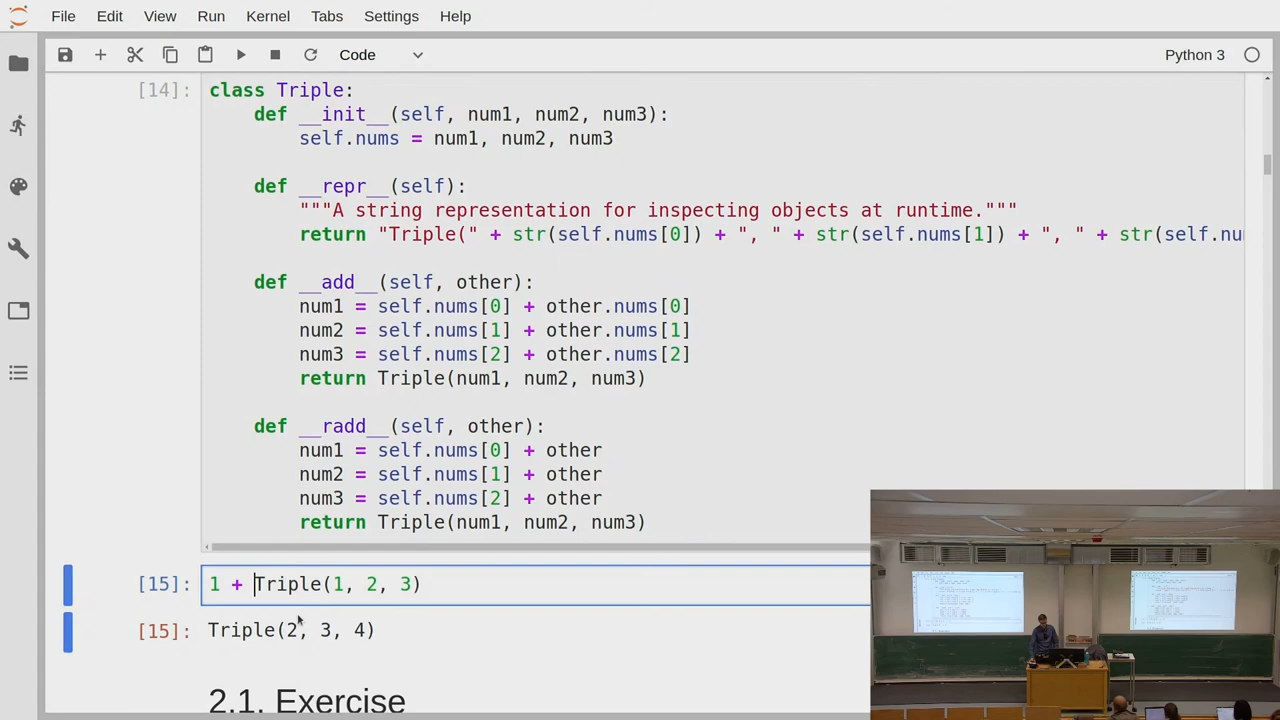 File Edit View Run Kernel Tabs Settings Help
Code Python 3
[14]: class Triple:
    def __init__(self, num1, num2, num3):
        self.nums = num1, num2, num3
    def __repr__(self):
        """A string representation for inspecting objects at runtime."""
        return "Triple(" + str(self.nums[0]) + ", " + str(self.nums[1]) + ", " + str(self.nu
    def __add__(self, other):
        num1 = self.nums[0] + other.nums[0]
        num2 = self.nums[1] + other.nums[1]
        num3 = self.nums[2] + other.nums[2]
        return Triple(num1, num2, num3)
    def __radd__(self, other):
        num1 = self.nums[0] + other
        num2 = self.nums[1] + other
        num3 = self.nums[2] + other
        return Triple(num1, num2, num3)
[15]: 1 + Triple(1, 2, 3)
[15]: Triple(2, 3, 4)
2.1. Exercise